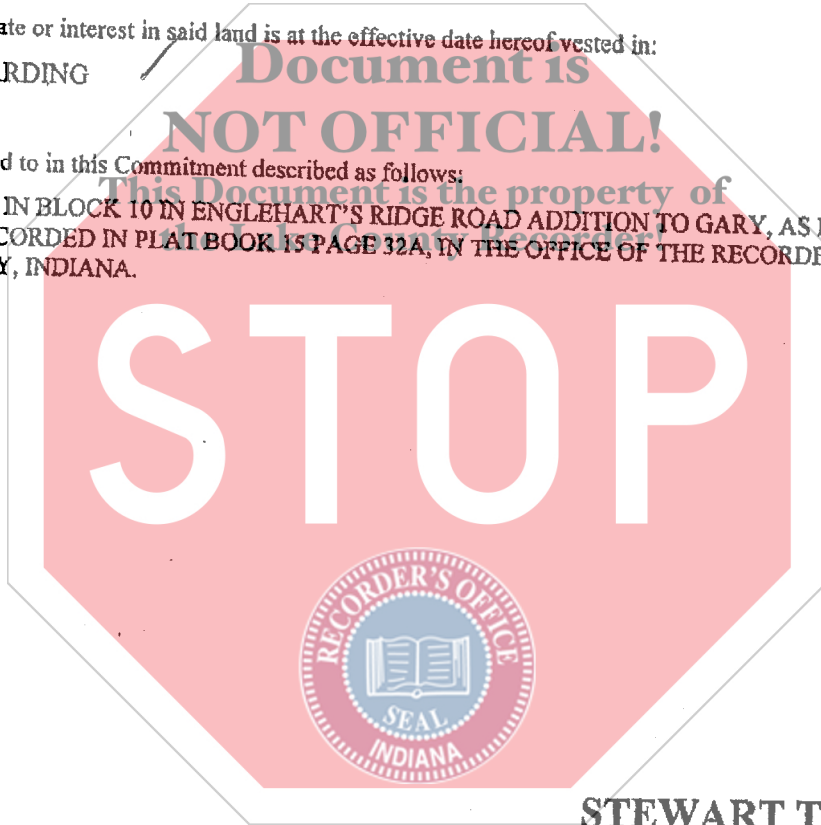 ate or interest in said land is at the effective date hereof vested in:
Document is
RDING
NOT OFFICIAL!
d to in this Commitment described as follows:
This Document is the property of
IN BLOCK 10 IN ENGLEHART'S RIDGE ROAD ADDITION TO GARY, AS
the Lake County Recorder!
CORDED IN PLAT BOOK 15 PAGE 32A, IN THE OFFICE OF THE RECORDE
Y, INDIANA.
STOP
RECORDER'S OFFICE
SEAL
INDIANA
STEWART T